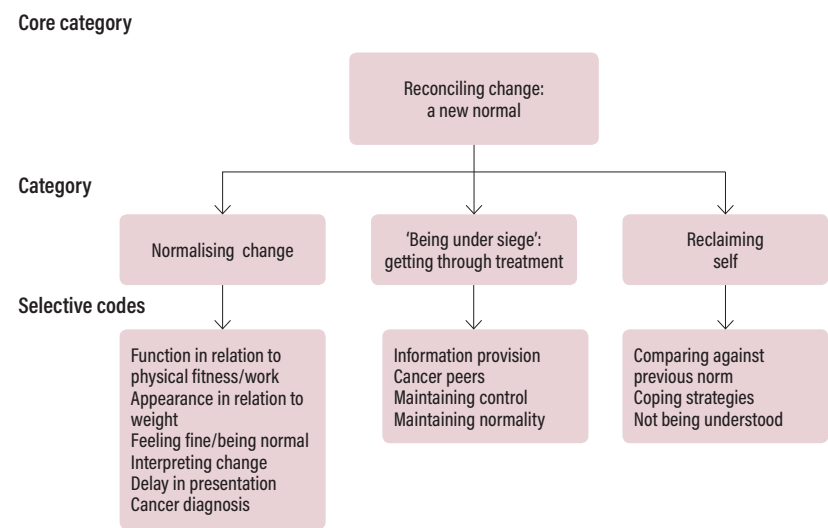 Core category
Reconciling change:
a new normal
Category
Normalising change
'Being under siege':
getting through treatment
Reclaiming
self
Selective codes
Function in relation to
physical fitness/work
Appearance in relation to
weight
Feeling fine/being normal
Interpreting change
Delay in presentation
Cancer diagnosis
Information provision
Cancer peers
Maintaining control
Maintaining normality
Comparing against
previous norm
Coping strategies
Not being understood